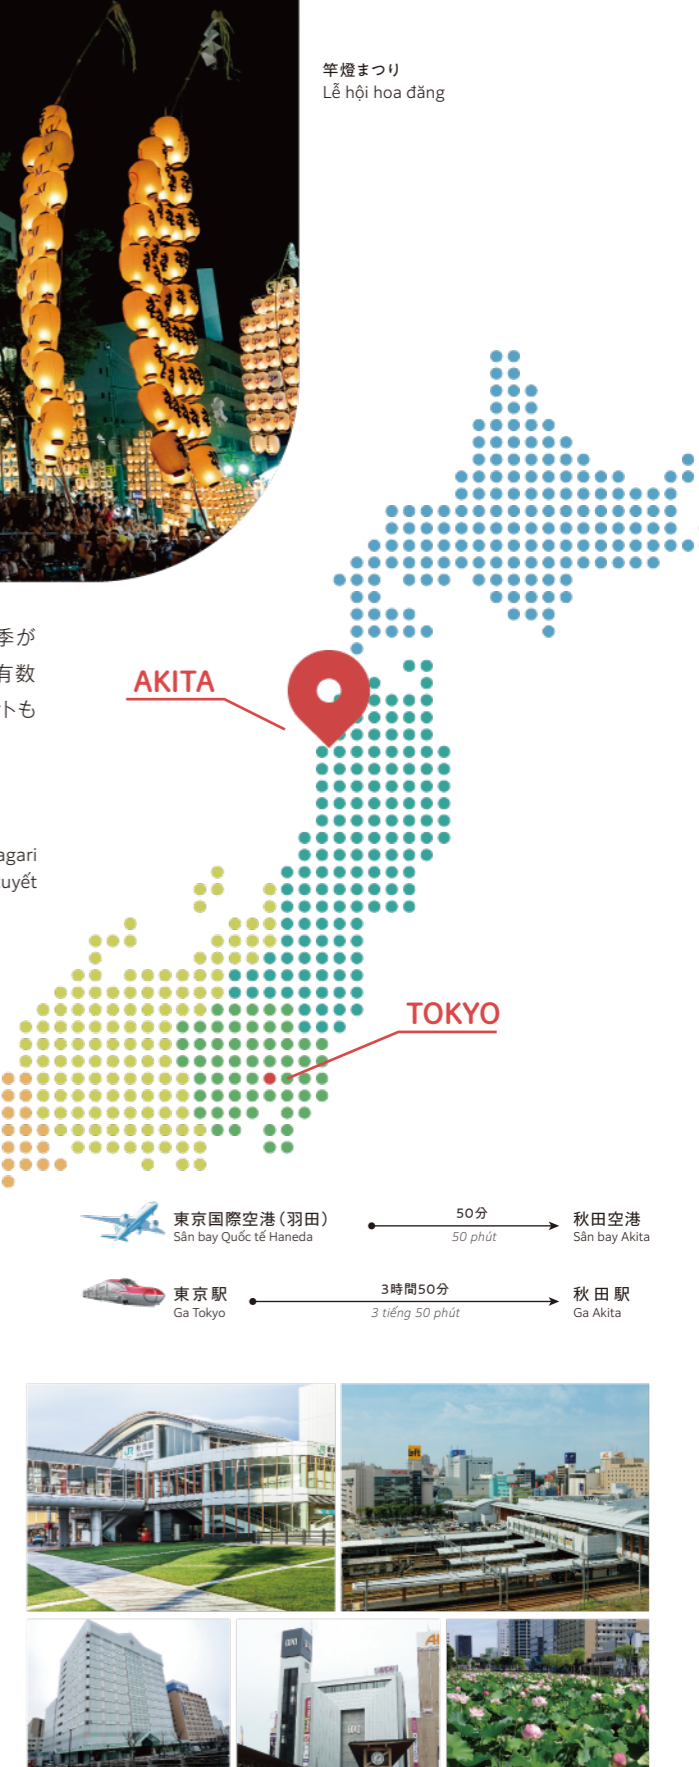 竿燈まつり
Lễ hội hoa đăng
季が
有数
ットも
AKITA
agari
uyết
TOKYO
東京国際空港（羽田）
Sân bay Quốc tế Haneda
50分
50 phút
秋田空港
Sân bay Akita
東京駅
Ga Tokyo
3時間50分
3 tiếng 50 phút
秋田駅
Ga Akita